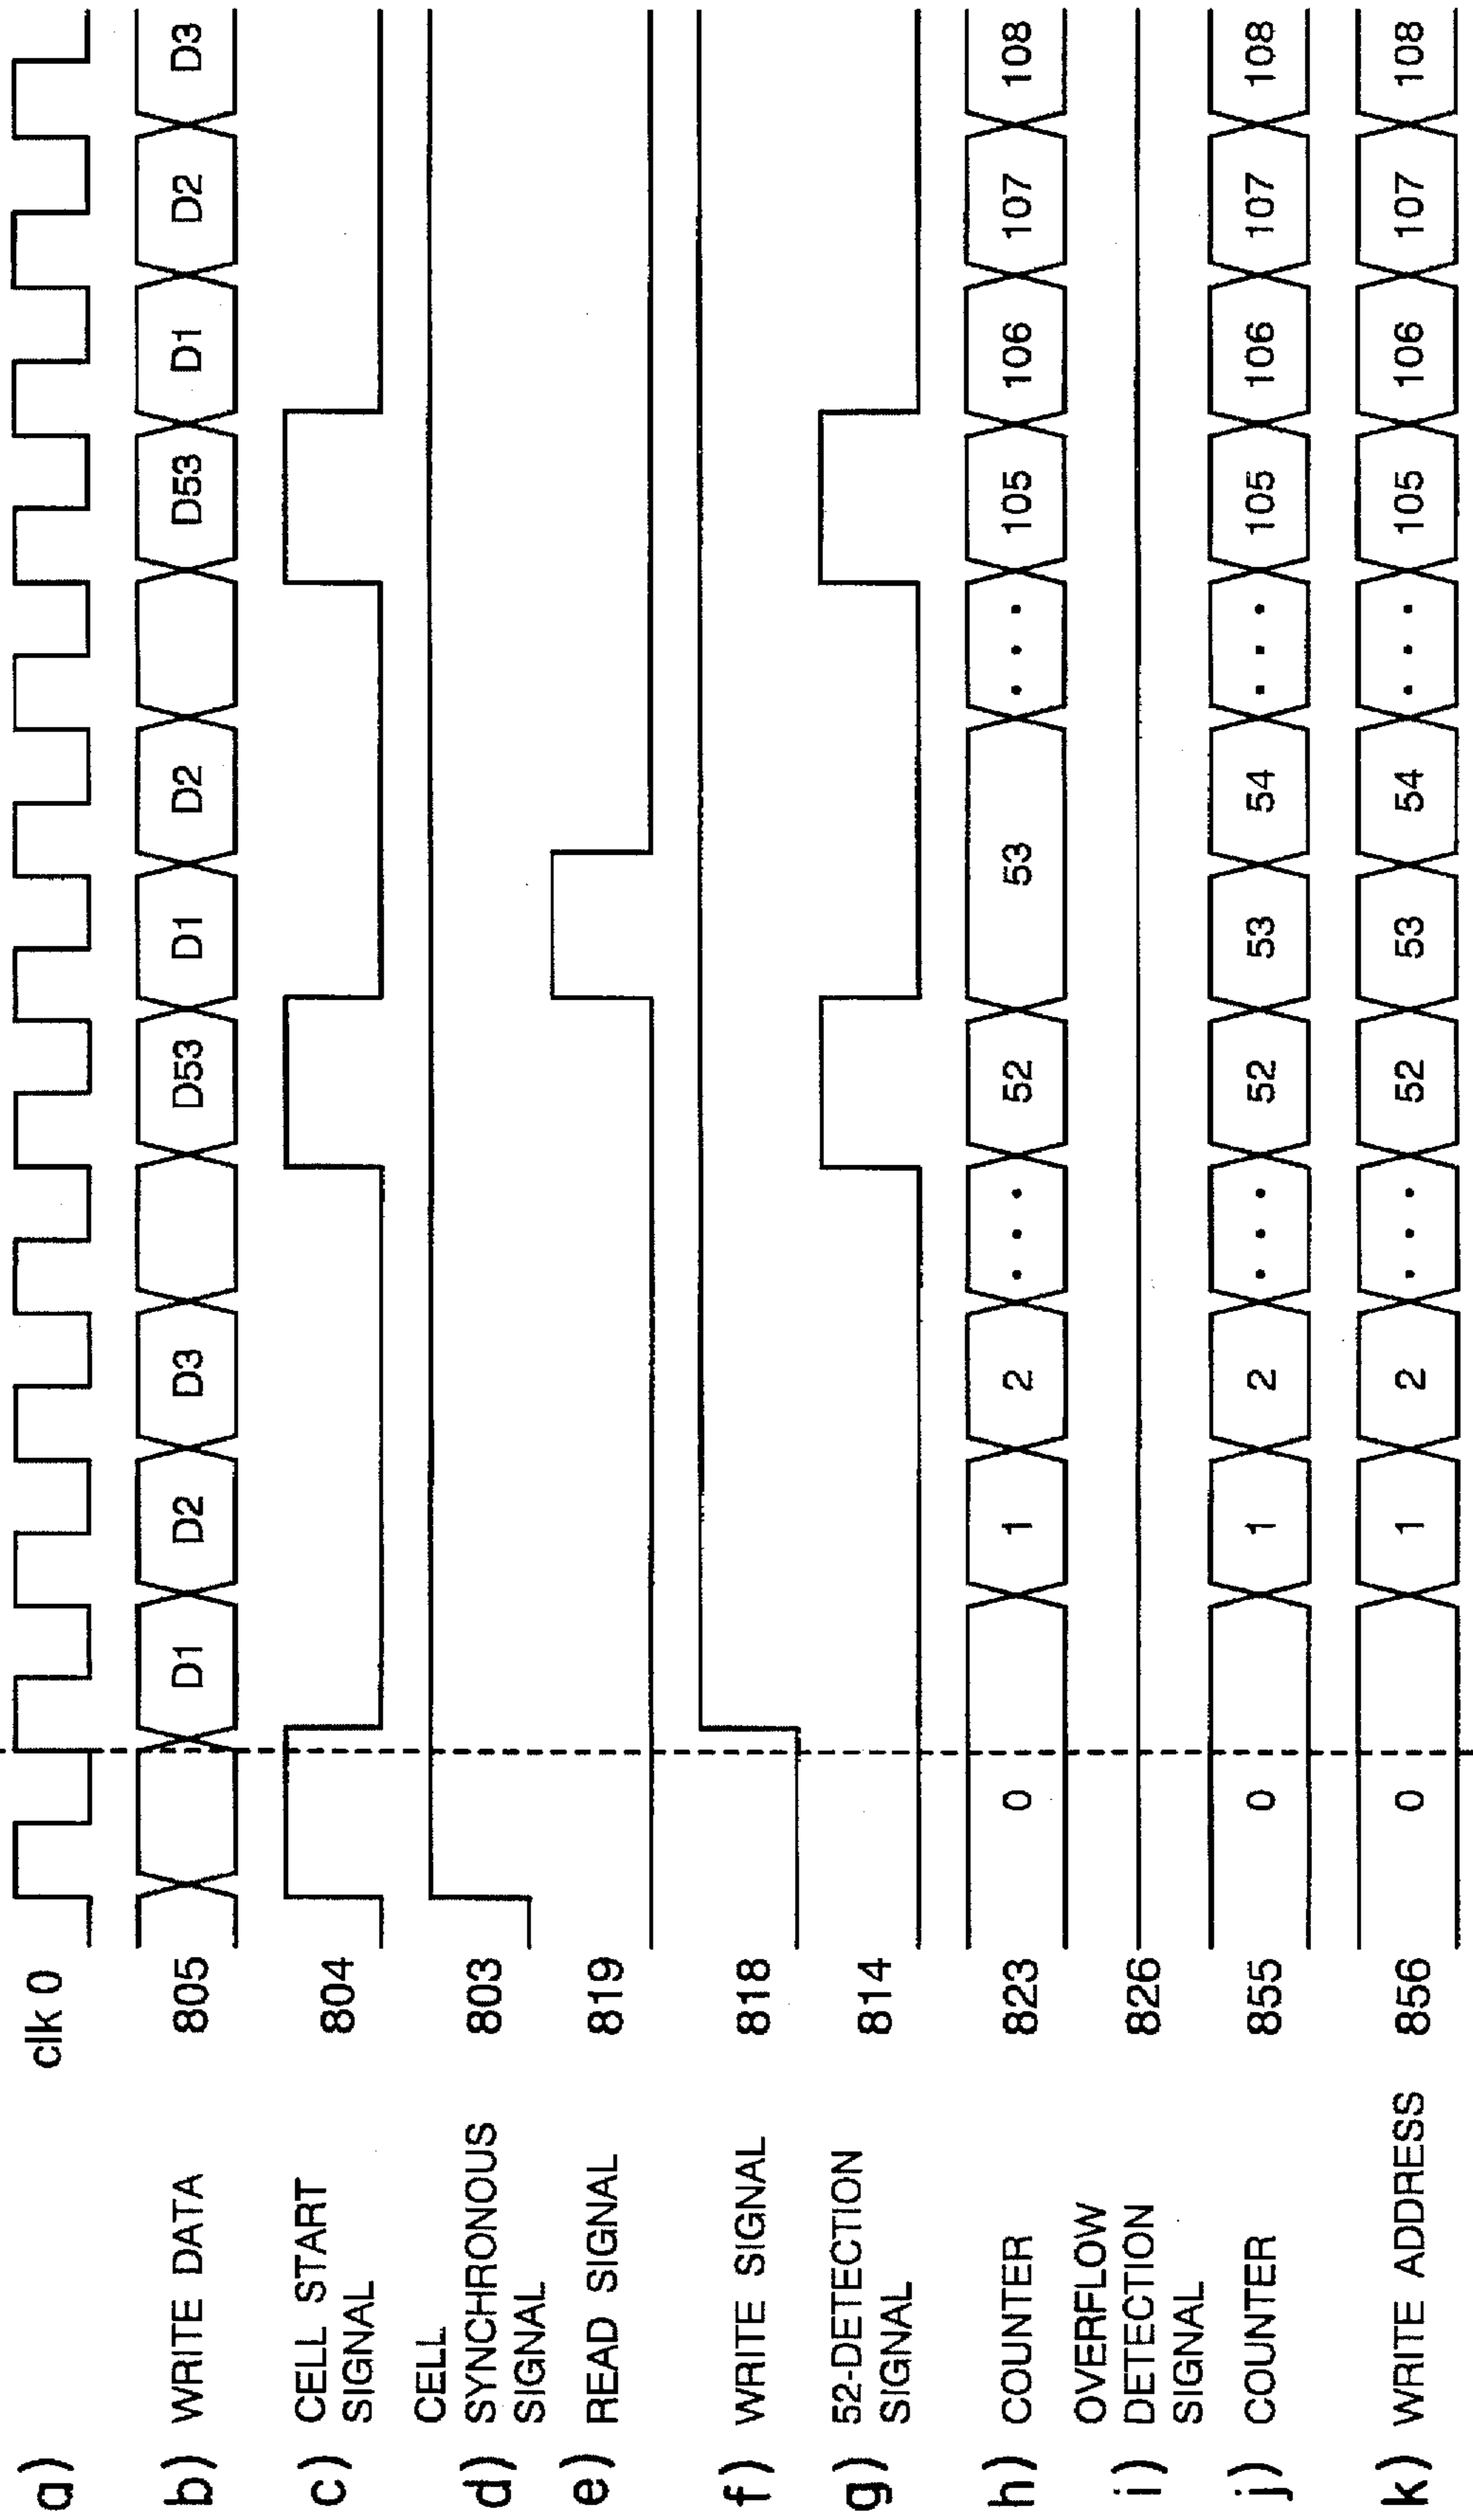 a) clk 0
b) WRITE DATA 805 D1 D2 D3 D53 D1 D2 D53 D1 D2 D3
c) CELL START 804
SIGNAL
CELL
d) SYNCHRONOUS 803
SIGNAL
e) READ SIGNAL 819
f) WRITE SIGNAL 818
g) 52-DETECTION 814
SIGNAL
h) COUNTER 823 0 1 2 • • • 52 53 • • • 105 106 107 108
OVERFLOW
i) DETECTION 826
SIGNAL
j) COUNTER 855 0 1 2 • • • 52 53 54 • • • 105 106 107 108
k) WRITE ADDRESS 856 0 1 2 • • • 52 53 54 • • • 105 106 107 108